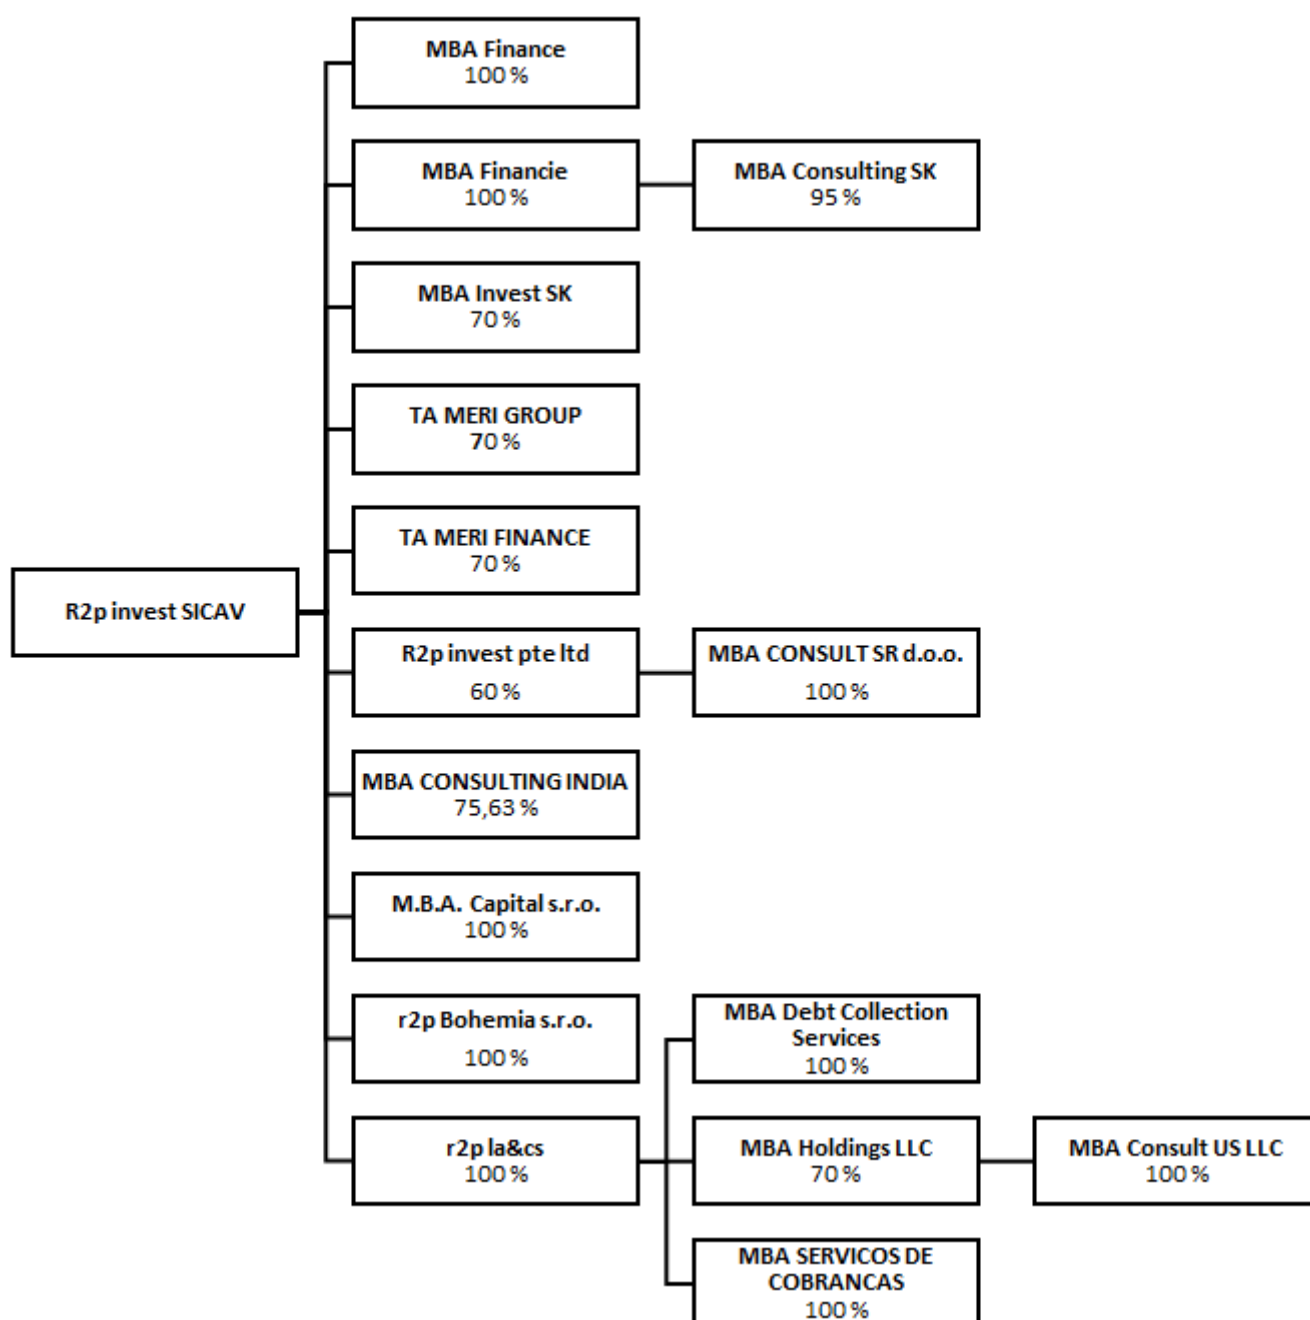 MBA Finance
100 %
MBA Financie
100 %
MBA Consulting SK
95 %
MBA Invest SK
70 %
TA MERI GROUP
70 %
TA MERI FINANCE
70 %
R2p invest SICAV
R2p invest pte ltd
60 %
MBA CONSULT SR d.o.o.
100 %
MBA CONSULTING INDIA
75,63 %
M.B.A. Capital s.r.o.
100 %
r2p Bohemia s.r.o.
100 %
MBA Debt Collection
Services
100 %
r2p la&cs
100 %
MBA Holdings LLC
70 %
MBA Consult US LLC
100 %
MBA SERVICOS DE
COBRANCAS
100 %